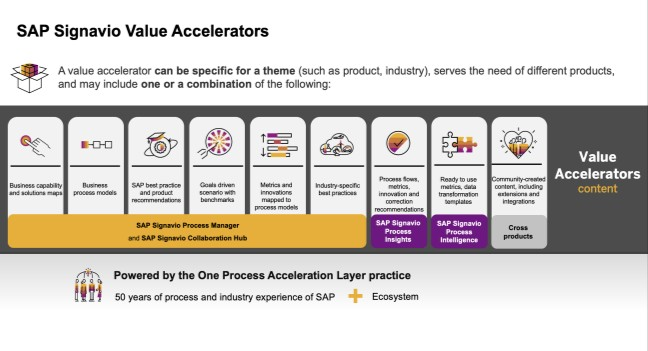 SAP Signavio Value Accelerators
A value accelerator can be specific for a theme (such as product, industry), serves the need of different products,
and may include one or a combination of the following:
Business capability
and solutions maps
Business
process models
SAP best practice
and product
recommendations
Goals driven
scenario with
benchmarks
Metrics and
innovations
mapped to
process models
Industry-specific
best practices
Process flows,
metrics,
innovation and
correction
recommendations
Ready to use
metrics, data
transformation
templates
Community-created
content, including
extensions and
integrations
SAP Signavio Process Manager
and SAP Signavio Collaboration Hub
SAP Signavio
Process
Insights
SAP Signavio
Process
Intelligence
Cross
products
Value
Accelerators
content
Powered by the One Process Acceleration Layer practice
50 years of process and industry experience of SAP + Ecosystem